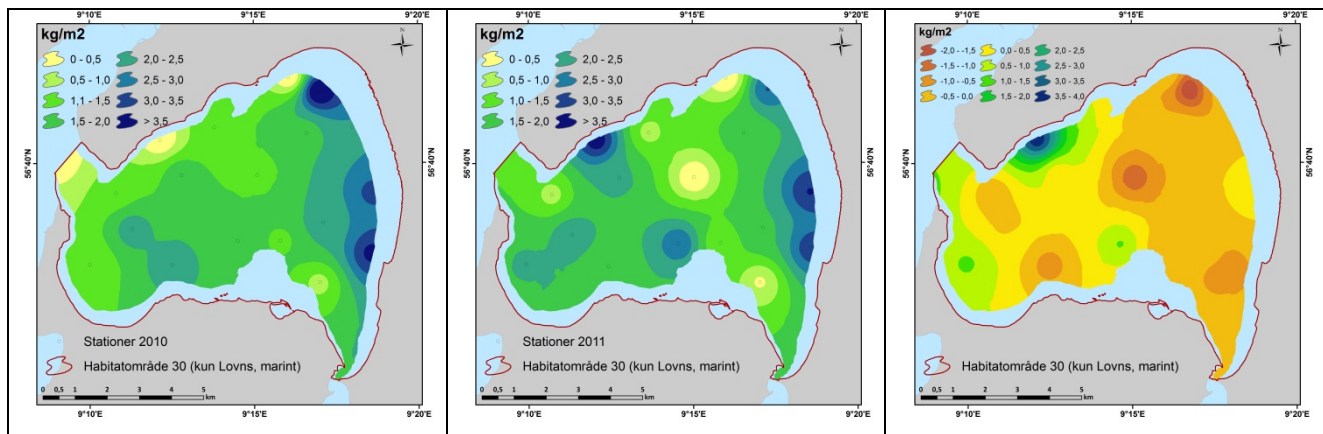 9°10'E 9°15'E 9°20'E
kg/m2
N
0 - 0,5 2,0 - 2,5
0,5 - 1,0 2,5 - 3,0
1,1 - 1,5 3,0 - 3,5
1,5 - 2,0 > 3,5
56°40'N
56°40'N
Stationer 2010
Habitatområde 30 (kun Lovns, marint)
0 0,5 1 2 3 4 5
km
9°10'E 9°15'E 9°20'E
9°10'E 9°15'E 9°20'E
kg/m2
N
0 - 0,5 2,0 - 2,5
0,5 - 1,0 2,5 - 3,0
1,0 - 1,5 3,0 - 3,5
1,5 - 2,0 > 3,5
56°40'N
56°40'N
Stationer 2011
Habitatområde 30 (kun Lovns, marint)
0 0,5 1 2 3 4 5
km
9°10'E 9°15'E 9°20'E
9°10'E 9°15'E 9°20'E
kg/m2
N
-2,0 - -1,5 0,0 - 0,5 2,0 - 2,5
-1,5 - -1,0 0,5 - 1,0 2,5 - 3,0
-1,0 - -0,5 1,0 - 1,5 3,0 - 3,5
-0,5 - 0,0 1,5 - 2,0 3,5 - 4,0
56°40'N
56°40'N
Habitatområde 30 (kun Lovns, marint)
0 0,5 1 2 3 4 5
km
9°10'E 9°15'E 9°20'E